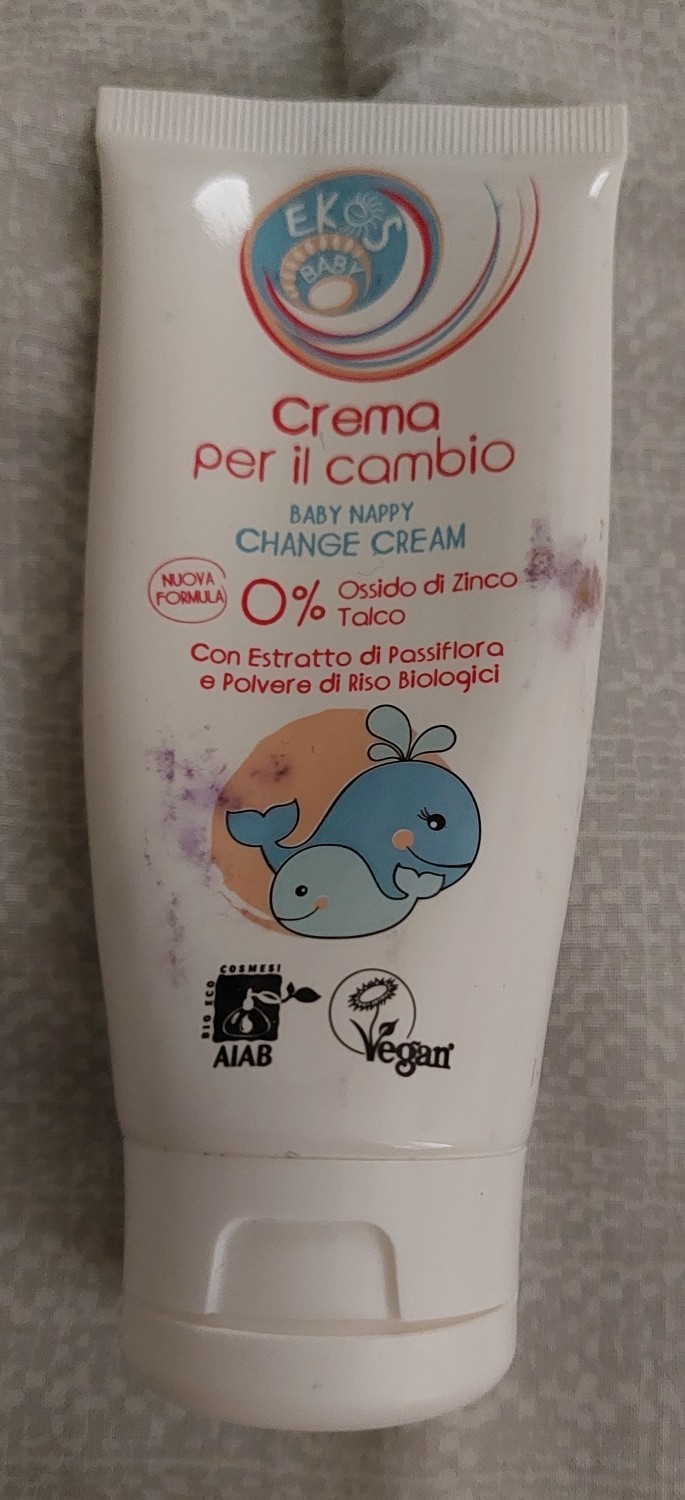 EKOS
BABY
Crema
per il cambio
BABY NAPPY
CHANGE CREAM
NUOVA
FORMULA
0% Ossido di Zinco
Talco
Con Estratto di Passiflora
e Polvere di Riso Biologici
BIO ECO COSMESI
AIAB
Vegan